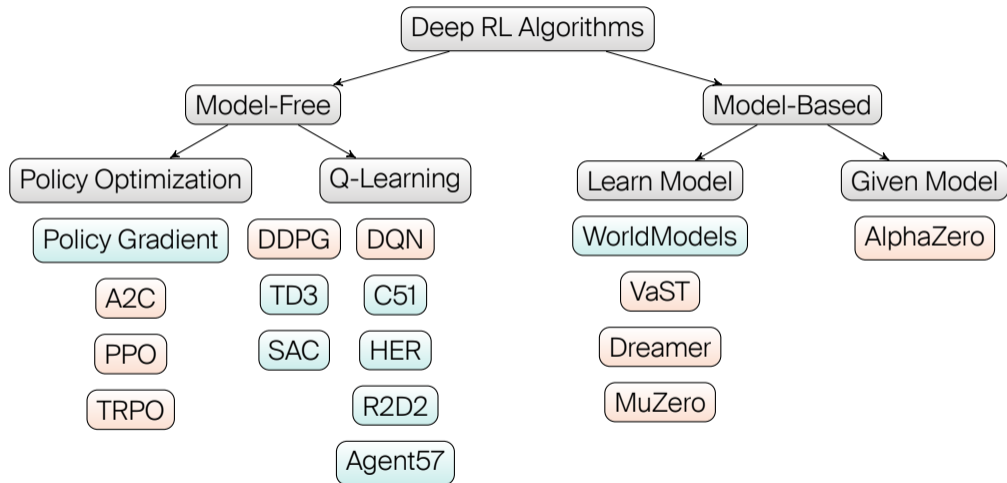 Deep RL Algorithms
Model-Free
Model-Based
Policy Optimization
Q-Learning
Learn Model
Given Model
Policy Gradient
DDPG
DQN
WorldModels
AlphaZero
A2C
TD3
C51
VaST
PPO
SAC
HER
Dreamer
TRPO
R2D2
MuZero
Agent57